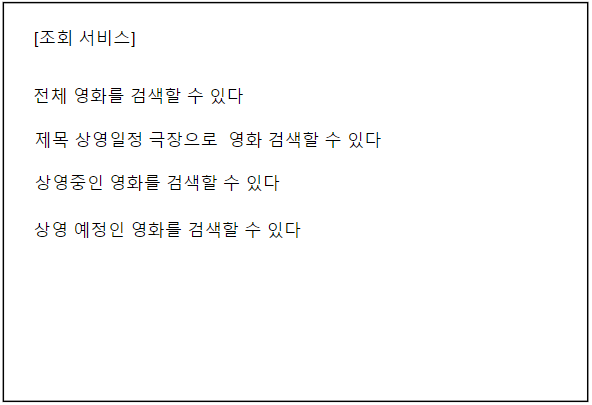 [조회 서비스]
전체 영화를 검색할 수 있다
제목 상영일정 극장으로  영화 검색할 수 있다
상영중인 영화를 검색할 수 있다
상영 예정인 영화를 검색할 수 있다